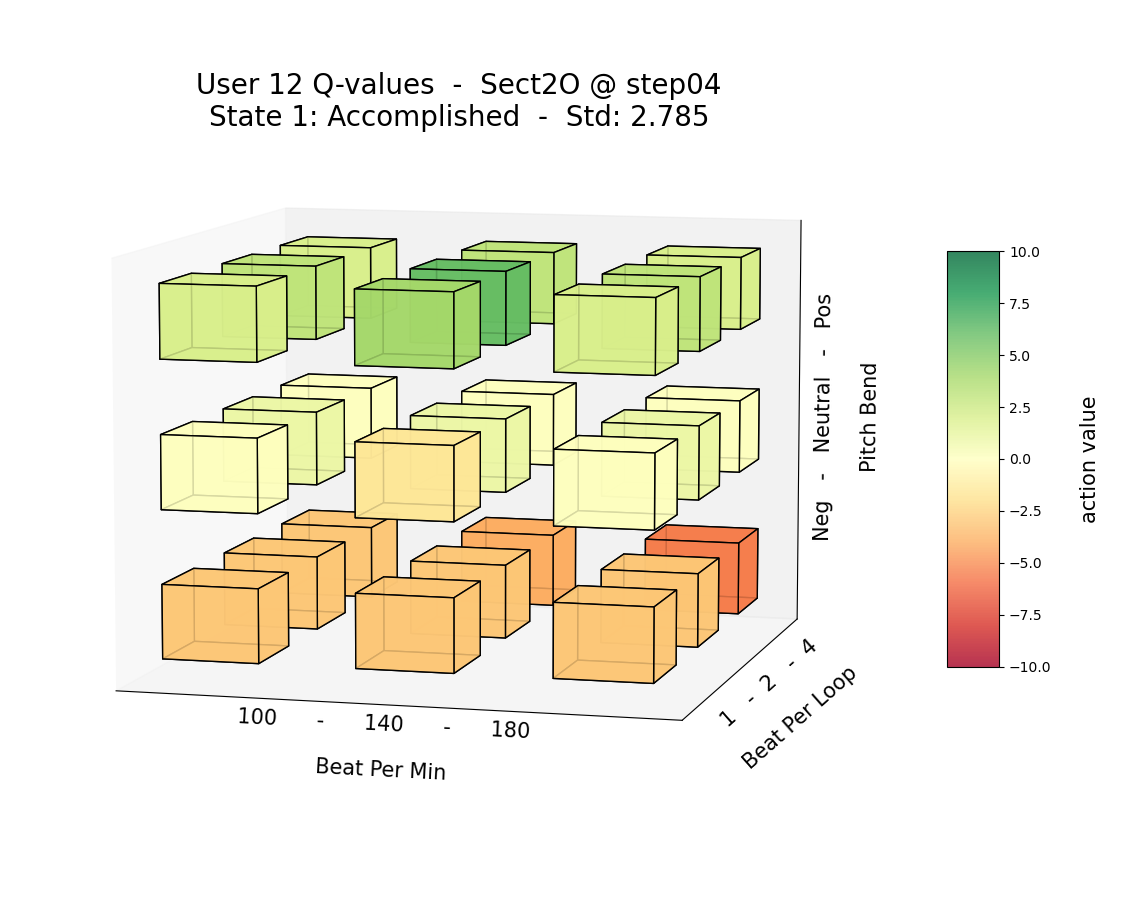 User 12 Q-values  -  Sect2O @ step04
State 1: Accomplished  -  Std: 2.785
Neg   -   Neutral   -   Pos
Pitch Bend
1  -  2  -  4
Beat Per Loop
100      -      140      -      180
Beat Per Min
10.0
7.5
5.0
2.5
0.0
−2.5
−5.0
−7.5
−10.0
action value